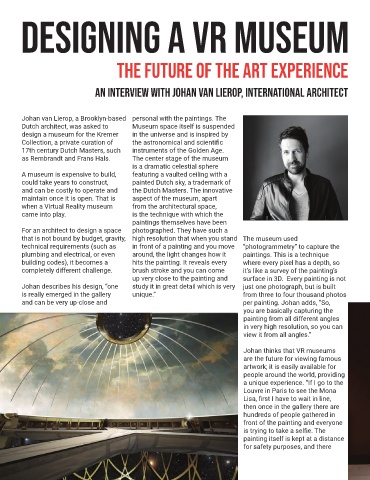 DESIGNING A VR MUSEUM
THE FUTURE OF THE ART EXPERIENCE
AN INTERVIEW WITH JOHAN VAN LIEROP, INTERNATIONAL ARCHITECT
Johan van Lierop, a Brooklyn-based
Dutch architect, was asked to
design a museum for the Kremer
Collection, a private curation of
17th century Dutch Masters, such
as Rembrandt and Frans Hals.
A museum is expensive to build,
could take years to construct,
and can be costly to operate and
maintain once it is open. That is
when a Virtual Reality museum
came into play.
For an architect to design a space
that is not bound by budget, gravity,
technical requirements (such as
plumbing and electrical, or even
building codes), it becomes a
completely different challenge.
Johan describes his design, "one
is really emerged in the gallery
and can be very up close and
personal with the paintings. The
Museum space itself is suspended
in the universe and is inspired by
the astronomical and scientific
instruments of the Golden Age.
The center stage of the museum
is a dramatic celestial sphere
featuring a vaulted ceiling with a
painted Dutch sky, a trademark of
the Dutch Masters. The innovative
aspect of the museum, apart
from the architectural space,
is the technique with which the
paintings themselves have been
photographed. They have such a
high resolution that when you stand
in front of a painting and you move
around, the light changes how it
hits the painting. It reveals every
brush stroke and you can come
up very close to the painting and
study it in great detail which is very
unique."
The museum used
"photogrammetry" to capture the
paintings. This is a technique
where every pixel has a depth, so
it's like a survey of the painting's
surface in 3D. Every painting is not
just one photograph, but is built
from three to four thousand photos
per painting. Johan adds, "So,
you are basically capturing the
painting from all different angles
in very high resolution, so you can
view it from all angles."
Johan thinks that VR museums
are the future for viewing famous
artwork; it is easily available for
people around the world, providing
a unique experience. "If I go to the
Louvre in Paris to see the Mona
Lisa, first I have to wait in line,
then once in the gallery there are
hundreds of people gathered in
front of the painting and everyone
is trying to take a selfie. The
painting itself is kept at a distance
for safety purposes, and there